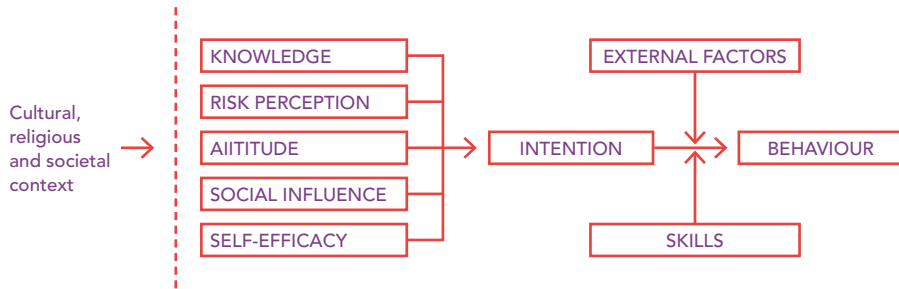 Cultural,
religious
and societal
context
KNOWLEDGE
RISK PERCEPTION
AIITITUDE
SOCIAL INFLUENCE
SELF-EFFICACY
INTENTION
EXTERNAL FACTORS
SKILLS
BEHAVIOUR